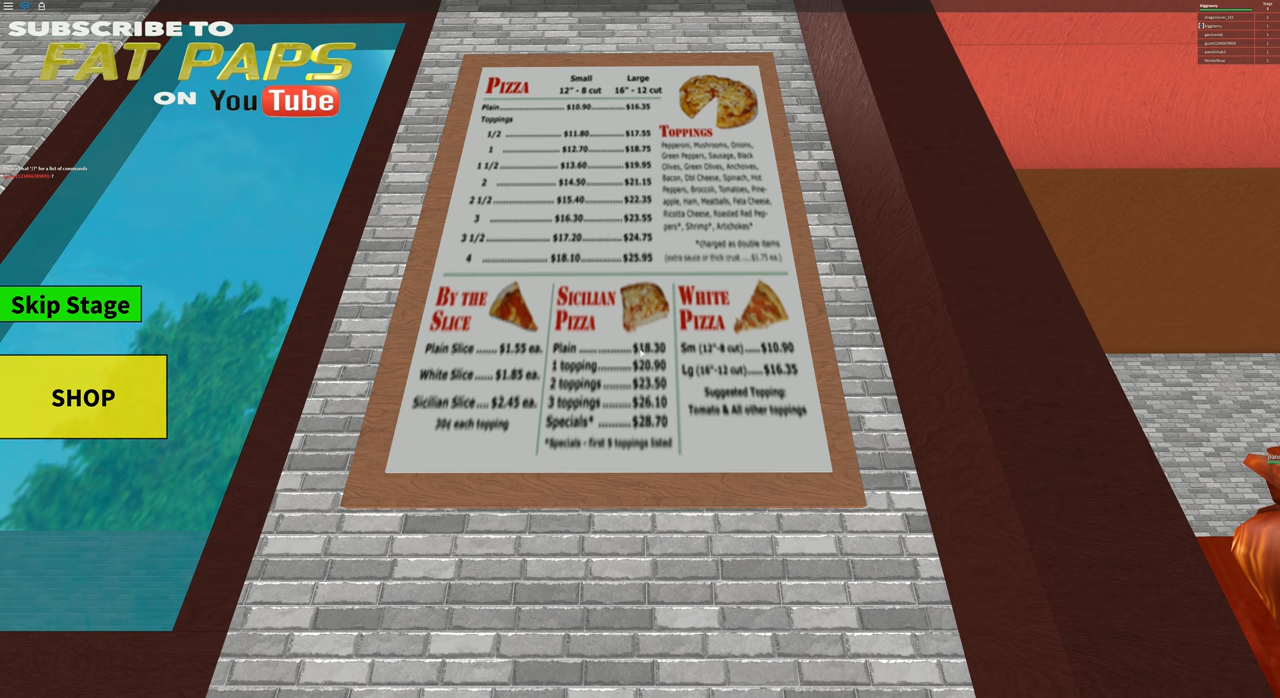 SUBSCRIBE TO
FAT PAPS
ON YouTube
Skip Stage
SHOP
PIZZA
Small Large
12" - 8 cut 16" - 12 cut
Plain $10.90 $16.35
Toppings
1/2 $11.80 $17.55
1 $12.70 $18.75
1 1/2 $13.60 $19.95
2 $14.50 $21.15
2 1/2 $15.40 $22.35
3 $16.30 $23.55
3 1/2 $17.20 $24.75
4 $18.10 $25.95
TOPPINGS
Pepperoni, Mushrooms, Onions,
Green Peppers, Sausage, Black
Olives, Green Olives, Anchovies,
Bacon, Dbl Cheese, Spinach, Hot
Peppers, Broccoli, Tomatoes, Pine-
apple, Ham, Meatballs, Feta Cheese,
Ricotta Cheese, Roasted Red Pep-
pers*, Shrimp*, Artichokes*
*charged as double items
(extra sauce or thick crust ..... $1.75 ea.)
BY THE
SLICE
Plain Slice ...... $1.55 ea.
White Slice ..... $1.85 ea.
Sicilian Slice .... $2.45 ea.
30¢ each topping
SICILIAN
PIZZA
Plain $18.30
1 topping $20.90
2 toppings $23.50
3 toppings $26.10
Specials* $28.70
*Specials - first 9 toppings listed
WHITE
PIZZA
Sm (12"-8 cut) ..... $10.90
Lg (16"-12 cut) ..... $16.35
Suggested Topping:
Tomato & All other toppings